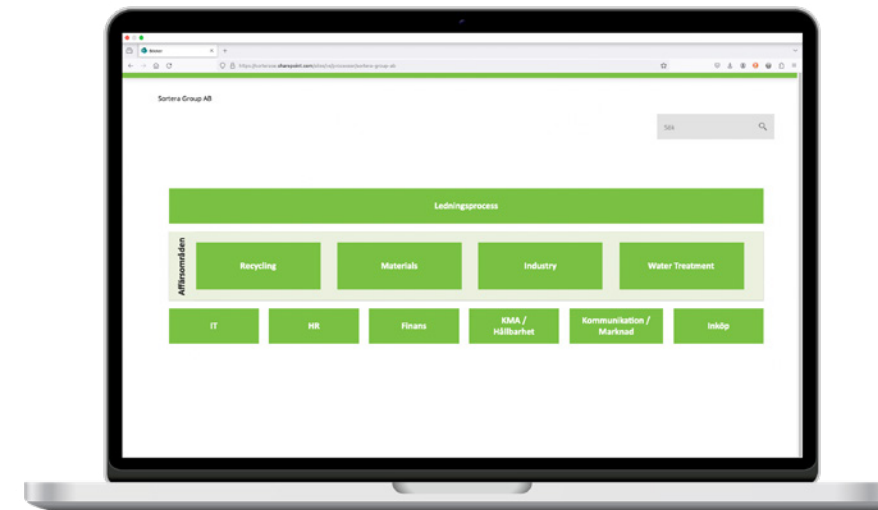 Sortera Group AB
Sök
Ledningsprocess
Affärsområden
Recycling
Materials
Industry
Water Treatment
IT
HR
Finans
KMA /
Hållbarhet
Kommunikation /
Marknad
Inköp